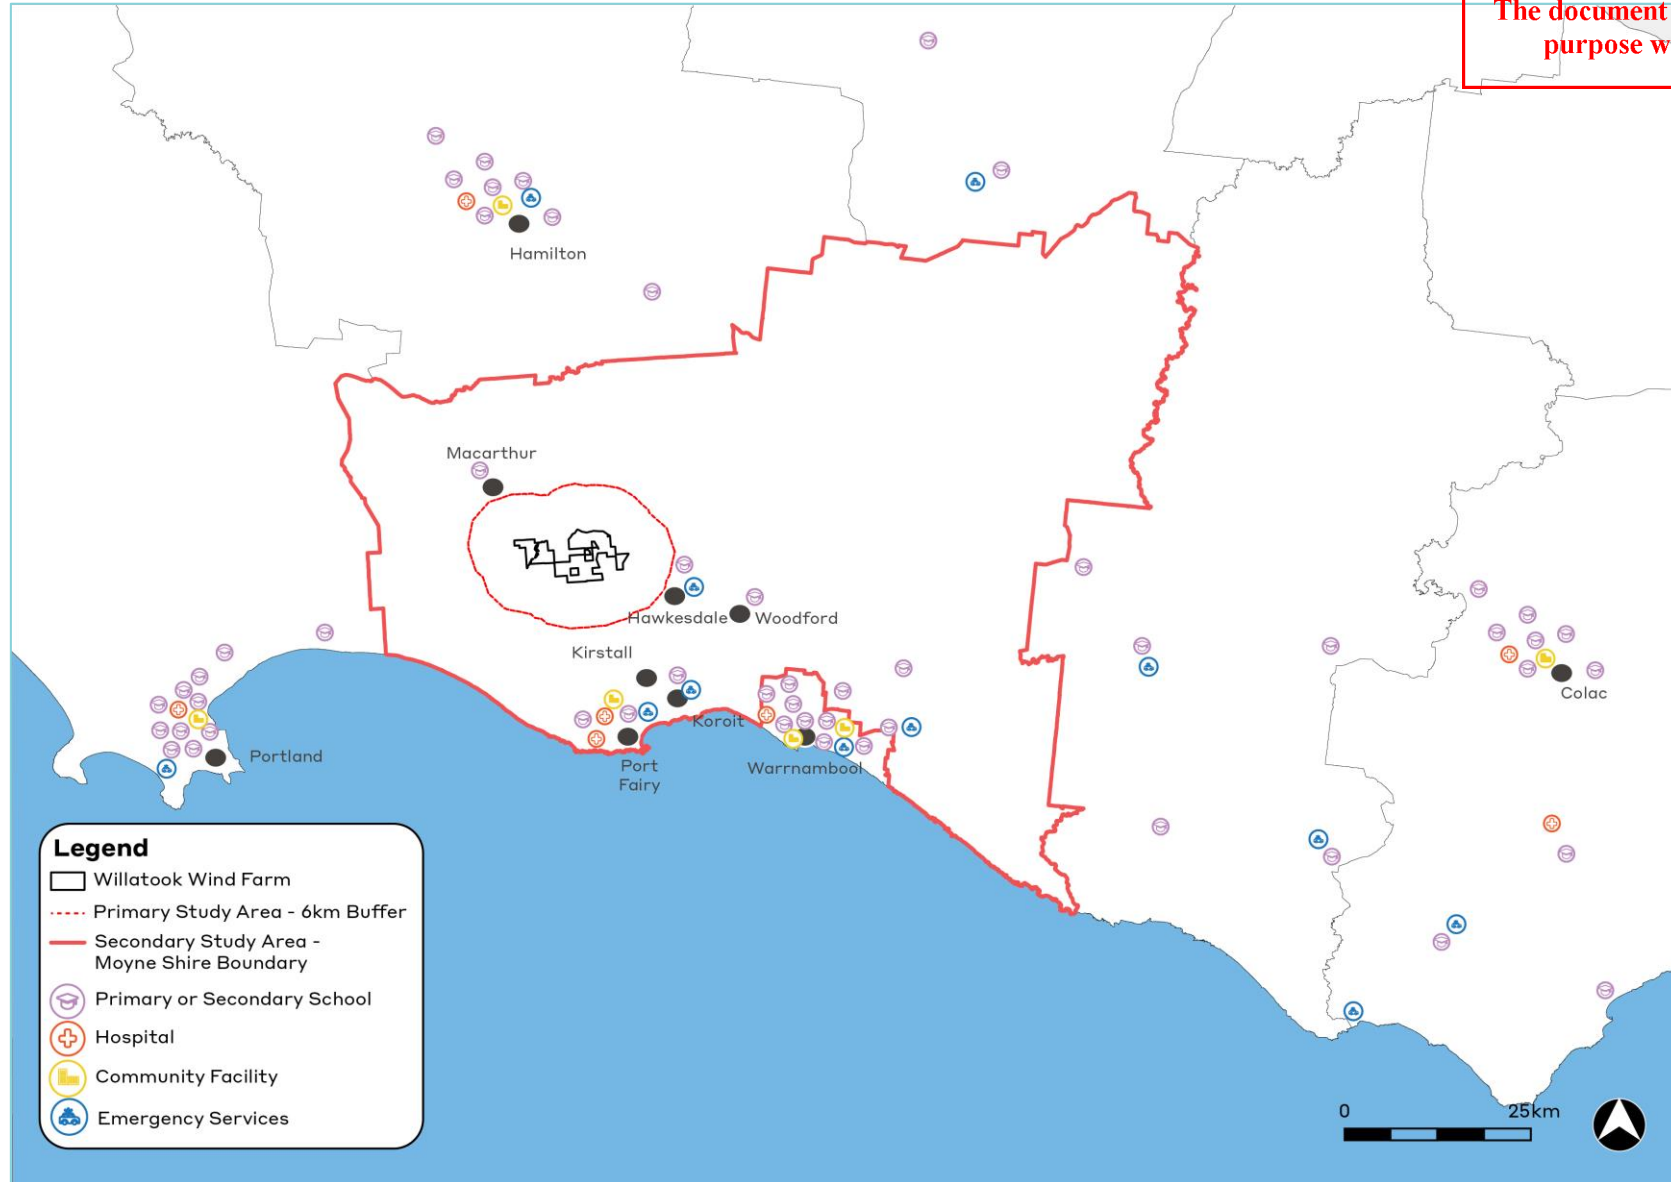 The document
purpose w
Hamilton
Macarthur
Hawkesdale
Woodford
Kirstall
Koroit
Portland
Port
Fairy
Warrnambool
Colac
Legend
Willatook Wind Farm
Primary Study Area - 6km Buffer
Secondary Study Area -
Moyne Shire Boundary
Primary or Secondary School
Hospital
Community Facility
Emergency Services
0 25km